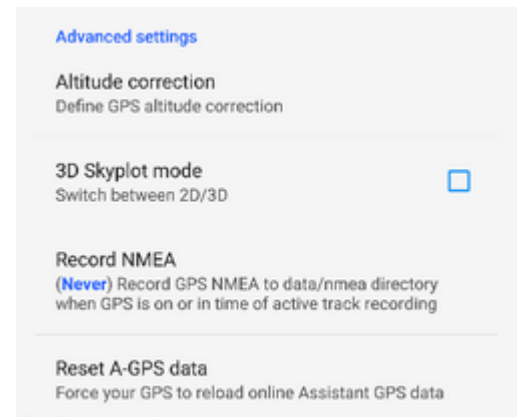 Advanced settings
Altitude correction
Define GPS altitude correction
3D Skyplot mode
Switch between 2D/3D
Record NMEA
(Never) Record GPS NMEA to data/nmea directory
when GPS is on or in time of active track recording
Reset A-GPS data
Force your GPS to reload online Assistant GPS data